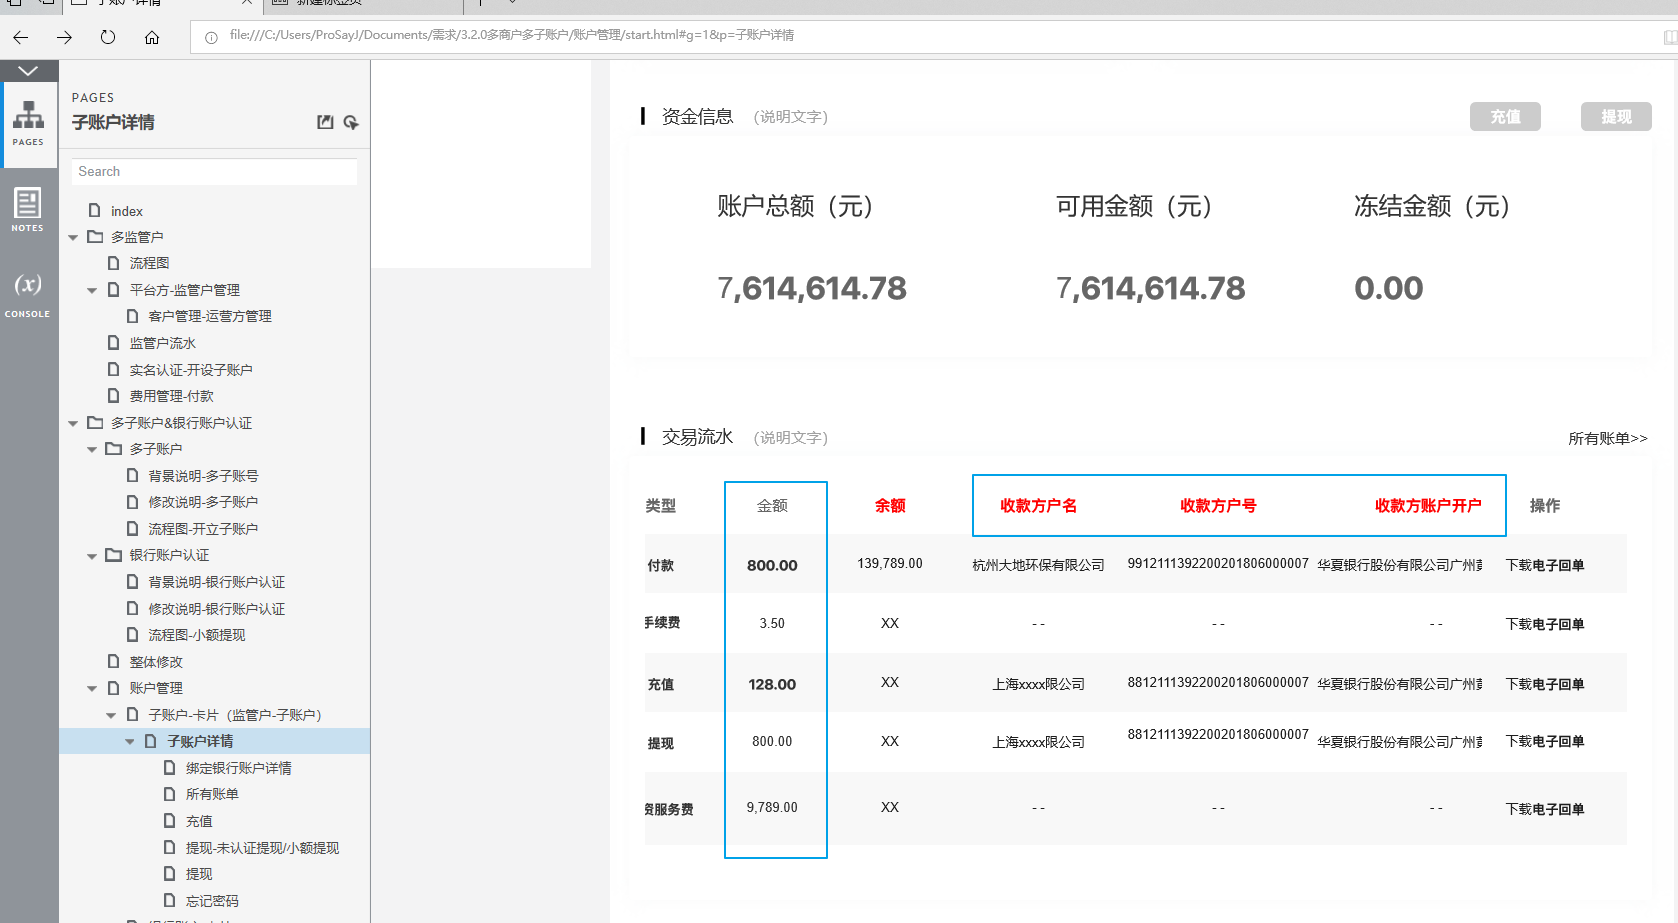 子账户详情
新建标签页
file:///C:/Users/ProSayJ/Documents/需求/3.2.0多商户多子账户/账户管理/start.html#g=1&p=子账户详情
PAGES
子账户详情
PAGES
Search
NOTES
CONSOLE
index
多监管户
流程图
平台方-监管户管理
客户管理-运营方管理
监管户流水
实名认证-开设子账户
费用管理-付款
多子账户&银行账户认证
多子账户
背景说明-多子账号
修改说明-多子账户
流程图-开立子账户
银行账户认证
背景说明-银行账户认证
修改说明-银行账户认证
流程图-小额提现
整体修改
账户管理
子账户-卡片（监管户-子账户）
子账户详情
绑定银行账户详情
所有账单
充值
提现-未认证提现/小额提现
提现
忘记密码
资金信息 (说明文字) 充值 提现
账户总额（元） 可用金额（元） 冻结金额（元）
7,614,614.78 7,614,614.78 0.00
交易流水 (说明文字) 所有账单>>
类型 金额 余额 收款方户名 收款方户号 收款方账户开户 操作
付款 800.00 139,789.00 杭州大地环保有限公司 9912111392200201806000007 华夏银行股份有限公司广州 下载电子回单
手续费 3.50 XX - - - - - - 下载电子回单
充值 128.00 XX 上海xxxx限公司 8812111392200201806000007 华夏银行股份有限公司广州 下载电子回单
提现 800.00 XX 上海xxxx限公司 8812111392200201806000007 华夏银行股份有限公司广州 下载电子回单
资服务费 9,789.00 XX - - - - - - 下载电子回单